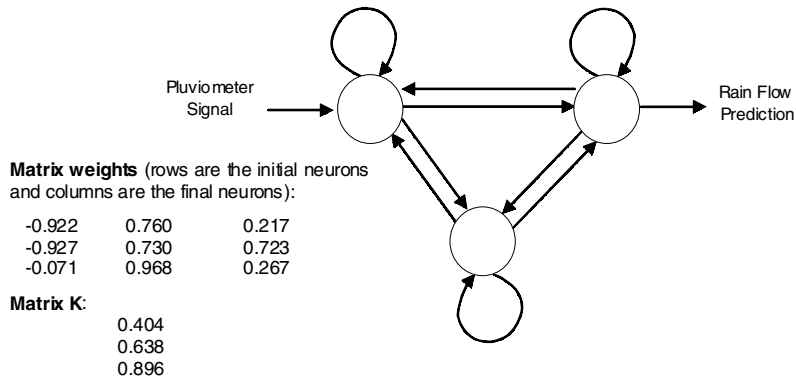 Pluviometer
Signal
Rain Flow
Prediction
Matrix weights (rows are the initial neurons
and columns are the final neurons):
-0.922 0.760 0.217
-0.927 0.730 0.723
-0.071 0.968 0.267
Matrix K:
0.404
0.638
0.896